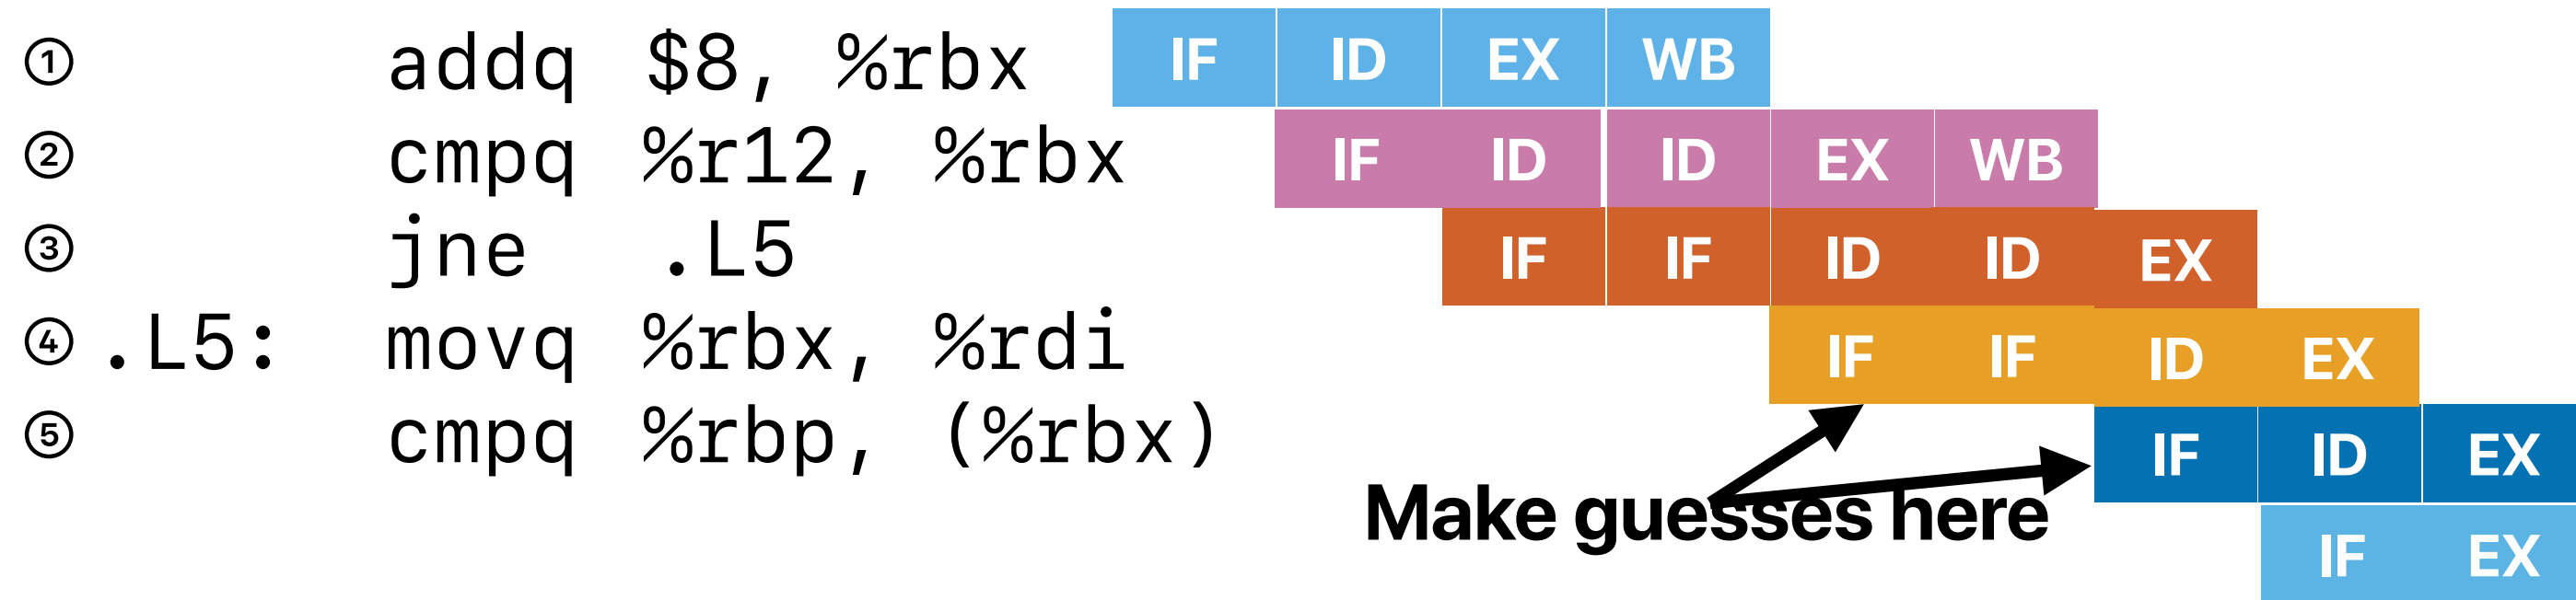 ① addq $8, %rbx IF ID EX WB
② cmpq %r12, %rbx IF ID ID EX WB
③ jne .L5 IF IF ID ID EX
④ .L5: movq %rbx, %rdi IF IF ID EX
⑤ cmpq %rbp, (%rbx) IF ID EX
Make guesses here
IF EX